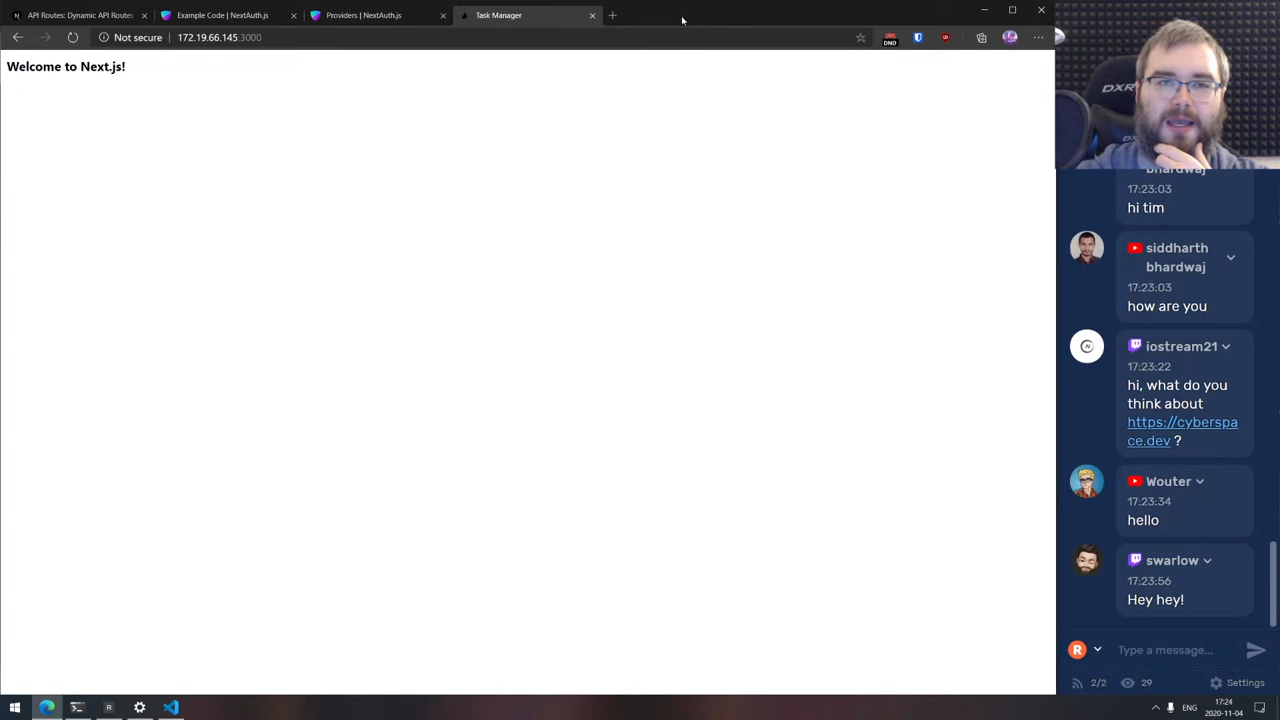 API Routes: Dynamic API Routes
Example Code | NextAuth.js
Providers | NextAuth.js
Task Manager
Not secure
172.19.66.145:3000
DND
Welcome to Next.js!
DXR
bhardwaj
17:23:03
hi tim
siddharth
bhardwaj
17:23:03
how are you
iostream21
17:23:22
hi, what do you
think about
https://cyberspa
ce.dev ?
Wouter
17:23:34
hello
swarlow
17:23:56
Hey hey!
R
Type a message...
2/2
29
Settings
ENG
17:24
2020-11-04